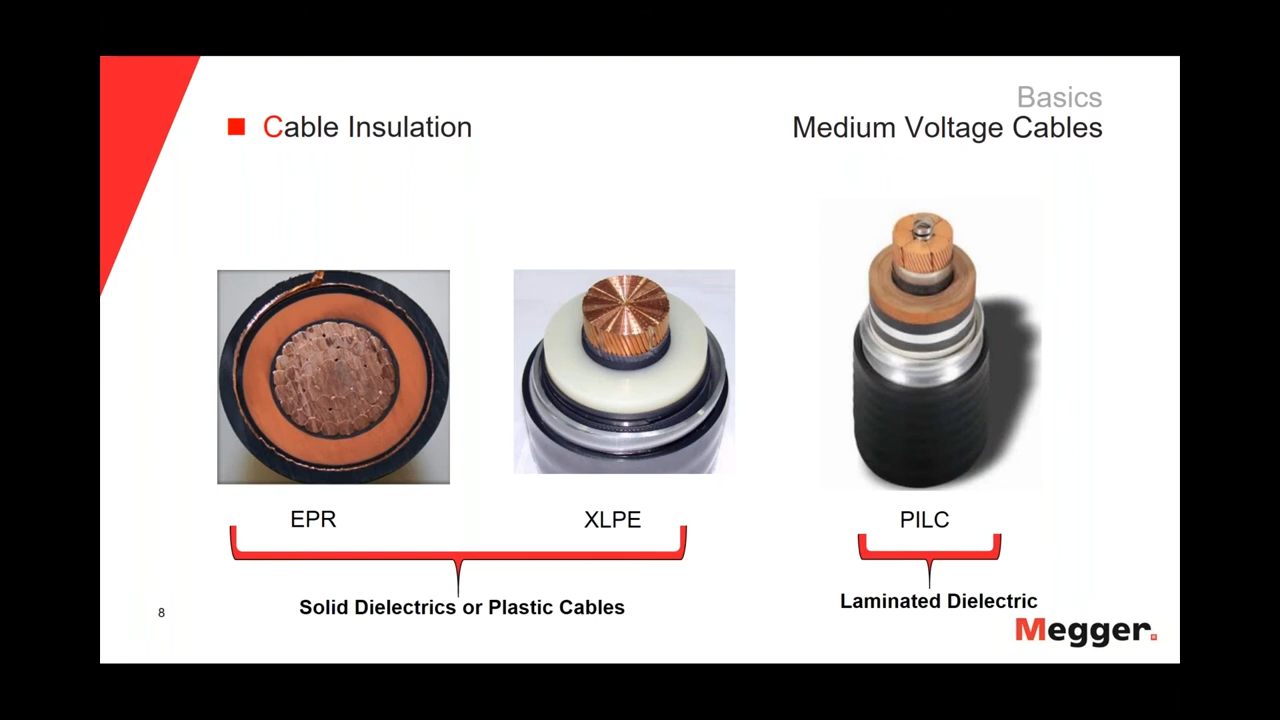 Basics
Cable Insulation
Medium Voltage Cables
EPR
XLPE
PILC
Solid Dielectrics or Plastic Cables
Laminated Dielectric
8
Megger.